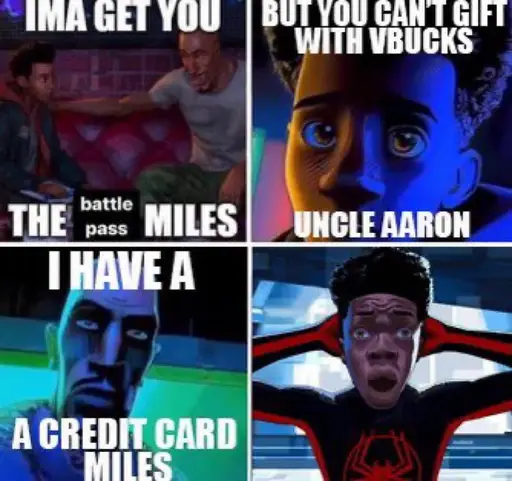 IMA GET YOU
THE battle pass MILES
BUT YOU CAN'T GIFT
WITH VBUCKS
UNCLE AARON
I HAVE A
A CREDIT CARD
MILES